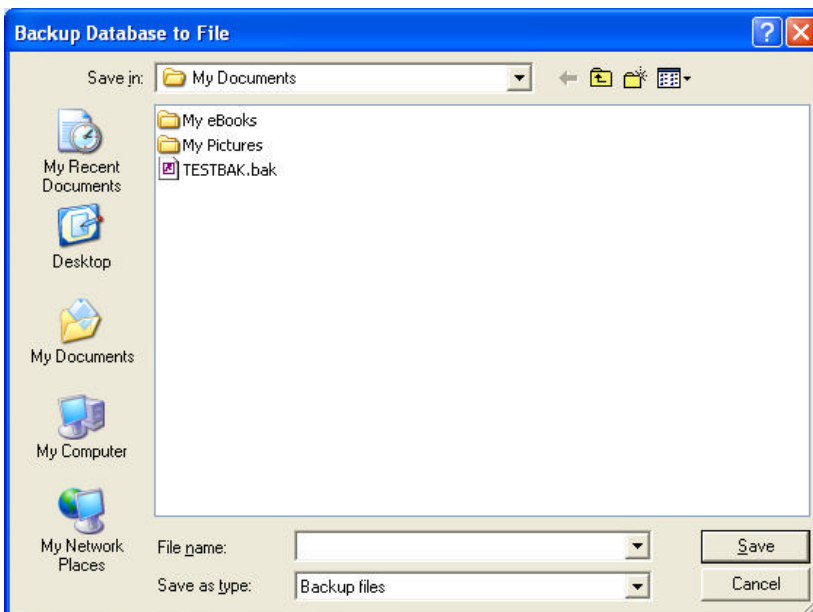 Backup Database to File
Save in: My Documents
My eBooks
My Pictures
TESTBAK.bak
My Recent
Documents
Desktop
My Documents
My Computer
My Network
Places
File name:
Save
Save as type: Backup files
Cancel